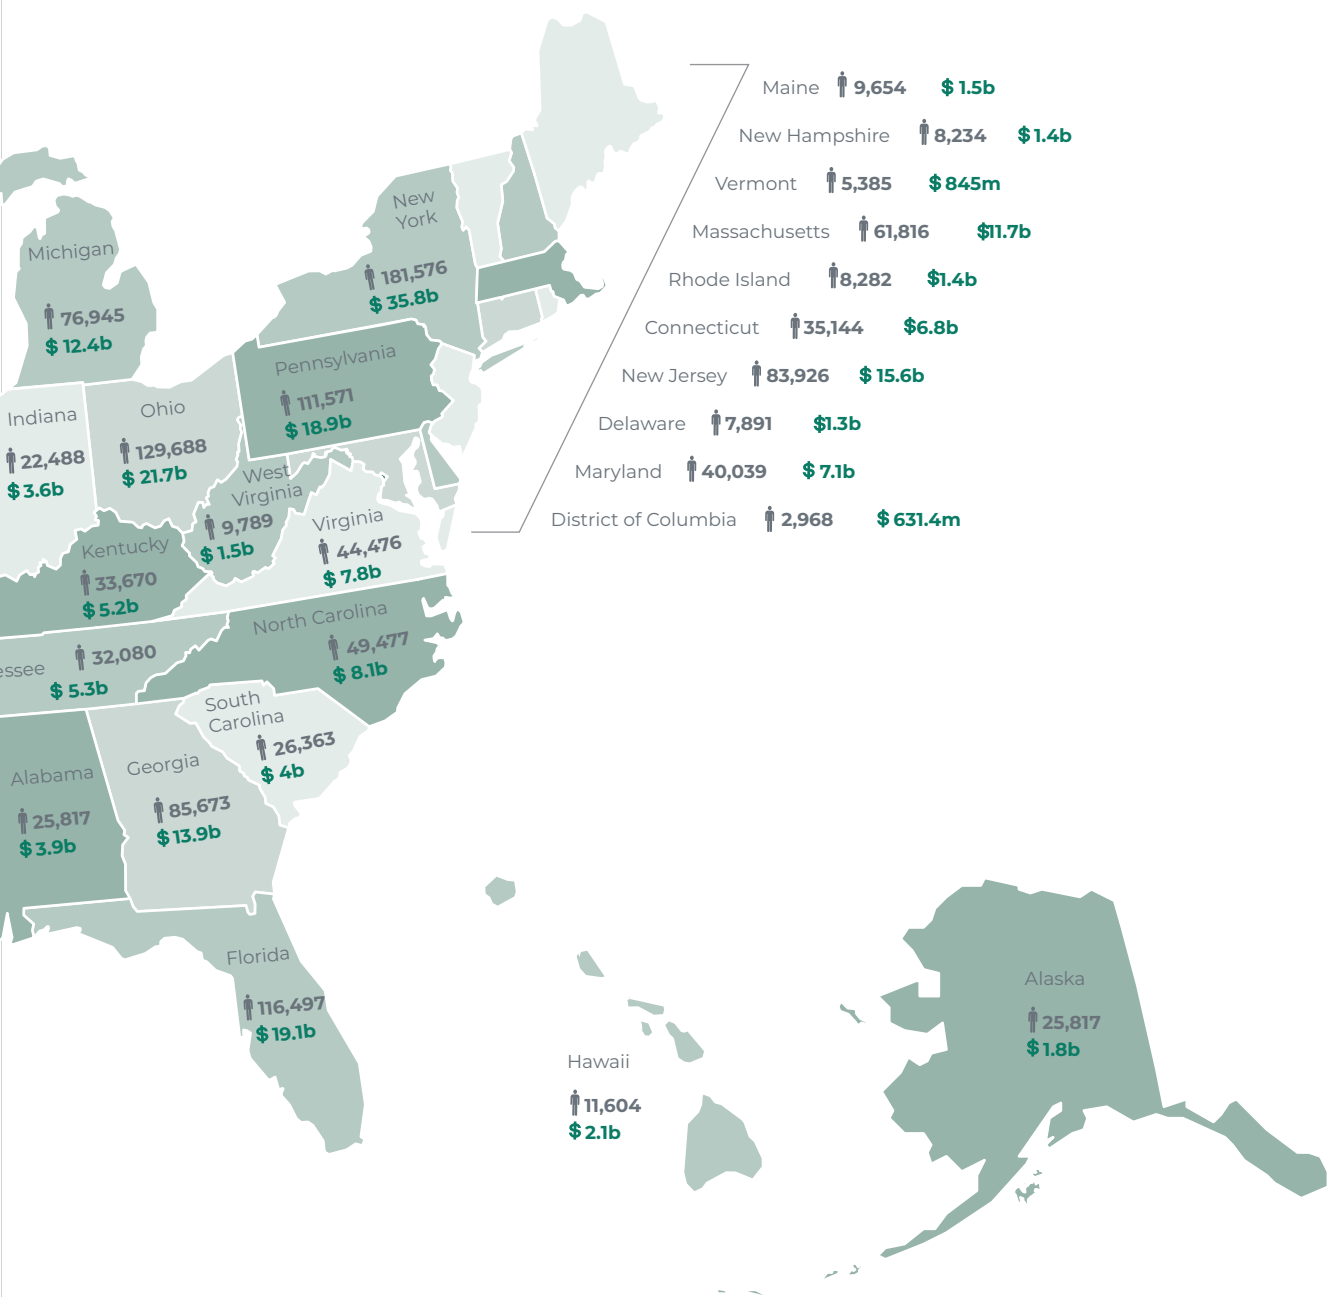 Maine 9,654 $ 1.5b
New Hampshire 8,234 $ 1.4b
Vermont 5,385 $ 845m
Massachusetts 61,816 $11.7b
Rhode Island 8,282 $1.4b
Connecticut 35,144 $6.8b
New Jersey 83,926 $ 15.6b
Delaware 7,891 $1.3b
Maryland 40,039 $ 7.1b
District of Columbia 2,968 $ 631.4m
New
York
181,576
$ 35.8b
Michigan
76,945
$ 12.4b
Pennsylvania
111,571
$ 18.9b
Indiana
22,488
$ 3.6b
Ohio
129,688
$ 21.7b
West
Virginia
9,789
$ 1.5b
Virginia
44,476
$ 7.8b
Kentucky
33,670
$ 5.2b
North Carolina
49,477
$ 8.1b
essee 32,080
$ 5.3b
South
Carolina
26,363
$ 4b
Alabama
25,817
$ 3.9b
Georgia
85,673
$ 13.9b
Florida
116,497
$ 19.1b
Hawaii
11,604
$ 2.1b
Alaska
25,817
$ 1.8b